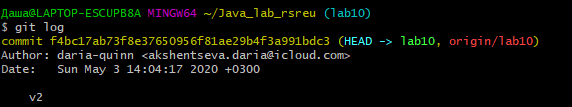 Даша@LAPTOP-ESCUPB8A MINGW64 ~/Java_lab_rsreu (lab10)
$ git log
commit f4bc17ab73f8e37650956f81ae29b4f3a991bdc3 (HEAD -> lab10, origin/lab10)
Author: daria-quinn <akshentseva.daria@icloud.com>
Date:   Sun May 3 14:04:17 2020 +0300
    v2